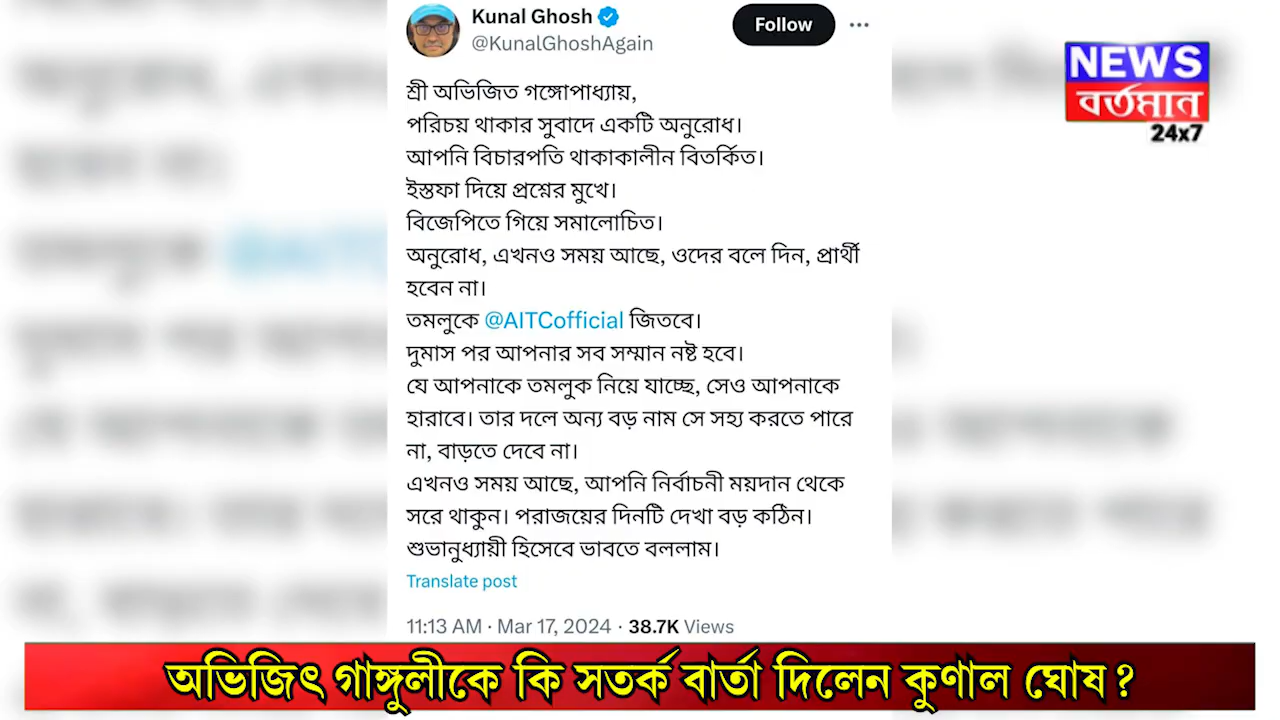 Kunal Ghosh
@KunalGhoshAgain
Follow
শ্রী অভিজিত গঙ্গোপাধ্যায়,
পরিচয় থাকার সুবাদে একটি অনুরোধ।
আপনি বিচারপতি থাকাকালীন বিতর্কিত।
ইস্তফা দিয়ে প্রশ্নের মুখে।
বিজেপিতে গিয়ে সমালোচিত।
অনুরোধ, এখনও সময় আছে, ওদের বলে দিন, প্রার্থী
হবেন না।
তমলুকে @AITCofficial জিতবে।
দুমাস পর আপনার সব সম্মান নষ্ট হবে।
যে আপনাকে তমলুক নিয়ে যাচ্ছে, সেও আপনাকে
হারাবে। তার দলে অন্য বড় নাম সে সহ্য করতে পারে
না, বাড়তে দেবে না।
এখনও সময় আছে, আপনি নির্বাচনী ময়দান থেকে
সরে থাকুন। পরাজয়ের দিনটি দেখা বড় কঠিন।
শুভানুধ্যায়ী হিসেবে ভাবতে বললাম।
Translate post
11:13 AM · Mar 17, 2024 · 38.7K Views
NEWS
বর্তমান
24x7
অভিজিৎ গাঙ্গুলীকে কি সতর্ক বার্তা দিলেন কুণাল ঘোষ?